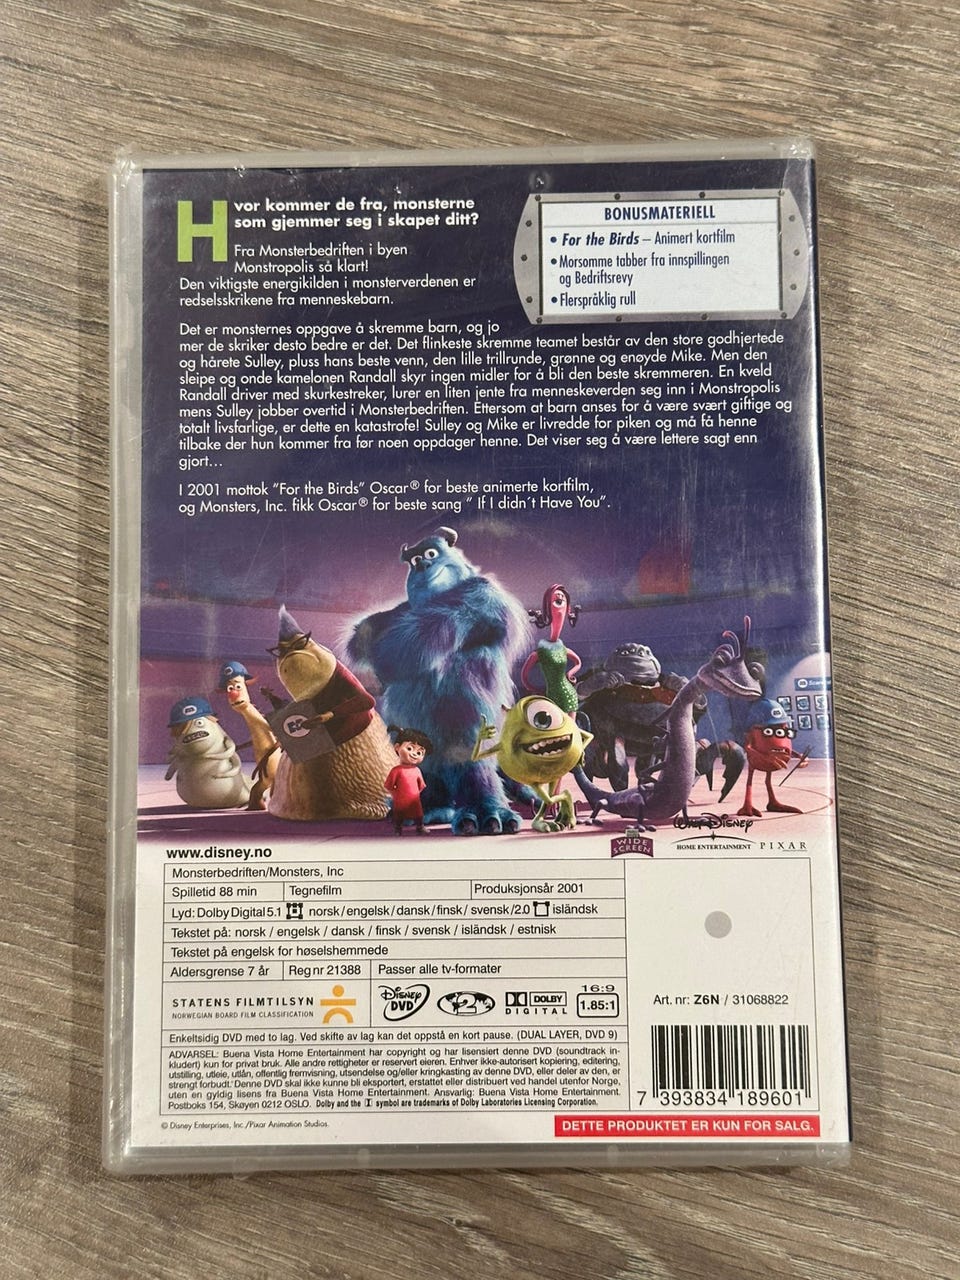 Hvor kommer de fra, monsterne
som gjemmer seg i skapet ditt?
Fra Monsterbedriften i byen
Monstropolis så klart!
Den viktigste energikilden i monsterverdenen er
redselsskrikene fra menneskebarn.
BONUSMATERIELL
• For the Birds – Animert kortfilm
• Morsomme tabber fra innspillingen
og Bedriftsrevy
• Flerspråklig rull
Det er monsternes oppgave å skremme barn, og jo
mer de skriker desto bedre er det. Det flinkeste skremme teamet består av den store godhjertede
og hårete Sulley, pluss hans beste venn, den lille trillrunde, grønne og enøyde Mike. Men den
sleipe og onde kamelonen Randall skyr ingen midler for å bli den beste skremmeren. En kveld
Randall driver med skurkestreker, lurer en liten jente fra menneskeverden seg inn i Monstropolis
mens Sulley jobber overtid i Monsterbedriften. Ettersom at barn anses for å være svært giftige og
totalt livsfarlige, er dette en katastrofe! Sulley og Mike er livredde for piken og må få henne
tilbake der hun kommer fra før noen oppdager henne. Det viser seg å være lettere sagt enn
gjort...
I 2001 mottok "For the Birds" Oscar® for beste animerte kortfilm,
og Monsters, Inc. fikk Oscar® for beste sang " If I didn´t Have You".
www.disney.no
WIDE
SCREEN
WALT DISNEY
HOME ENTERTAINMENT
PIXAR
Monsterbedriften/Monsters, Inc
Spilletid 88 min
Tegnefilm
Produksjonsår 2001
Lyd: Dolby Digital 5.1 norsk/engelsk/dansk/finsk/ svensk/2.0 isländsk
Tekstet på: norsk / engelsk / dansk / finsk / svensk / isländsk / estnisk
Tekstet på engelsk for høselshemmede
Aldersgrense 7 år
Reg nr 21388
Passer alle tv-formater
STATENS FILMTILSYN
NORWEGIAN BOARD FILM CLASSIFICATION
DISNEY
DVD
2
DOLBY
DIGITAL
16:9
1.85:1
Art. nr: Z6N / 31068822
Enkeltsidig DVD med to lag. Ved skifte av lag kan det oppstå en kort pause. (DUAL LAYER, DVD 9)
ADVARSEL: Buena Vista Home Entertainment har copyright og har lisensiert denne DVD (soundtrack in-
kludert) kun for privat bruk. Alle andre rettigheter er reservert eieren. Enhver ikke-autorisert kopiering, editering,
utstilling, utleie, utlån, offentlig fremvisning, utsendelse og/eller kringkasting av denne DVD, eller deler av den, er
strengt forbudt. Denne DVD skal ikke kunne bli eksportert, erstattet eller distribuert ved handel utenfor Norge,
uten en gyldig lisens fra Buena Vista Home Entertainment. Ansvarlig: Buena Vista Home Entertainment.
Postboks 154, Skøyen 0212 OSLO. Dolby and the symbol are trademarks of Dolby Laboratories Licensing Corporation.
7 393834 189601
© Disney Enterprises, Inc./Pixar Animation Studios.
DETTE PRODUKTET ER KUN FOR SALG.